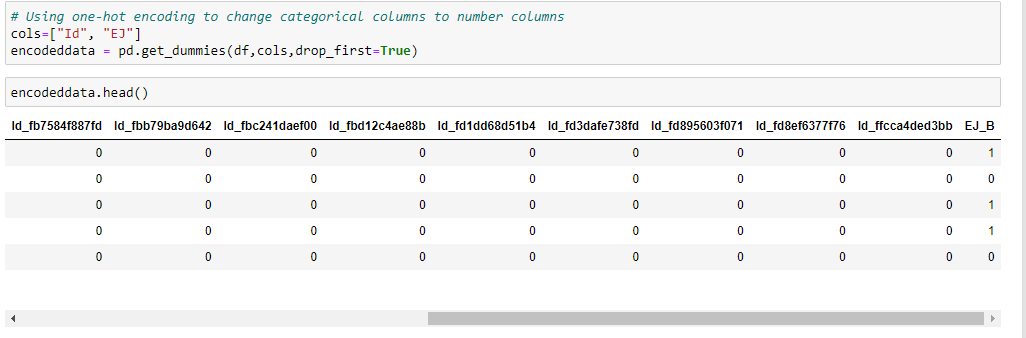 # Using one-hot encoding to change categorical columns to number columns
cols=["Id", "EJ"]
encodeddata = pd.get_dummies(df,cols,drop_first=True)
encodeddata.head()
Id_fb7584f887fd Id_fbb79ba9d642 Id_fbc241daef00 Id_fbd12c4ae88b Id_fd1dd68d51b4 Id_fd3dafe738fd Id_fd895603f071 Id_fd8ef6377f76 Id_ffcca4ded3bb EJ_B
0 0 0 0 0 0 0 0 0 1
0 0 0 0 0 0 0 0 0 0
0 0 0 0 0 0 0 0 0 1
0 0 0 0 0 0 0 0 0 1
0 0 0 0 0 0 0 0 0 0